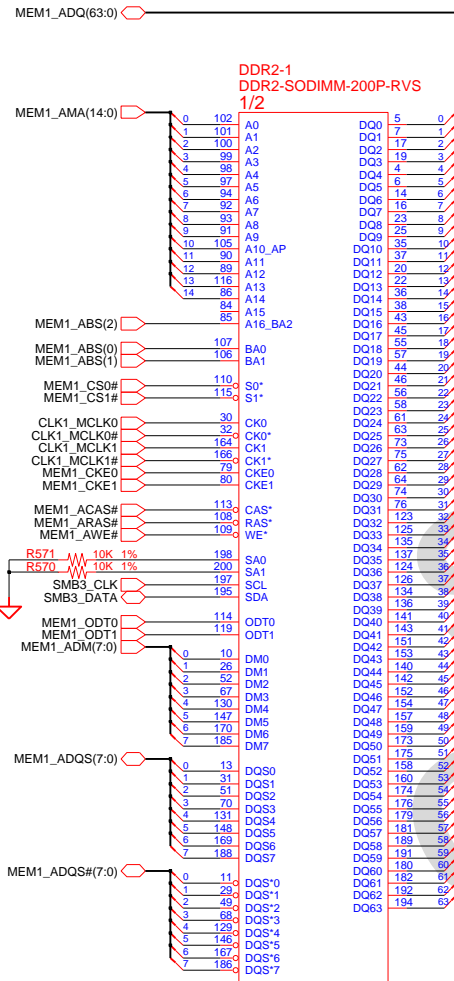 MEM1_ADQ(63:0)
DDR2-1
DDR2-SODIMM-200P-RVS
1/2
MEM1_AMA(14:0)
0 102 A0 DQ0 5 0
1 101 A1 DQ1 7 1
2 100 A2 DQ2 17 2
3 99 A3 DQ3 19 3
4 98 A4 DQ4 4 4
5 97 A5 DQ5 6 5
6 94 A6 DQ6 14 6
7 92 A7 DQ7 16 7
8 93 A8 DQ8 23 8
9 91 A9 DQ9 25 9
10 105 A10_AP DQ10 35 10
11 90 A11 DQ11 37 11
12 89 A12 DQ12 20 12
13 116 A13 DQ13 22 13
14 86 A14 DQ14 36 14
84 A15 DQ15 38 15
MEM1_ABS(2) 85 A16_BA2 DQ16 43 16
DQ17 45 17
MEM1_ABS(0) 107 BA0 DQ18 55 18
MEM1_ABS(1) 106 BA1 DQ19 57 19
DQ20 44 20
MEM1_CS0# 110 S0* DQ21 46 21
MEM1_CS1# 115 S1* DQ22 56 22
DQ23 58 23
CLK1_MCLK0 30 CK0 DQ24 61 24
CLK1_MCLK0# 32 CK0* DQ25 63 25
CLK1_MCLK1 164 CK1 DQ26 73 26
CLK1_MCLK1# 166 CK1* DQ27 75 27
MEM1_CKE0 79 CKE0 DQ28 62 28
MEM1_CKE1 80 CKE1 DQ29 64 29
DQ30 74 30
MEM1_ACAS# 113 CAS* DQ31 76 31
MEM1_ARAS# 108 RAS* DQ32 123 32
MEM1_AWE# 109 WE* DQ33 125 33
DQ34 135 34
R571 10K 1% 198 SA0 DQ35 137 35
R570 10K 1% 200 SA1 DQ36 124 36
SMB3_CLK 197 SCL DQ37 126 37
SMB3_DATA 195 SDA DQ38 134 38
DQ39 136 39
MEM1_ODT0 114 ODT0 DQ40 141 40
MEM1_ODT1 119 ODT1 DQ41 143 41
MEM1_ADM(7:0) DQ42 151 42
0 10 DM0 DQ43 153 43
1 26 DM1 DQ44 140 44
2 52 DM2 DQ45 142 45
3 67 DM3 DQ46 152 46
4 130 DM4 DQ47 154 47
5 147 DM5 DQ48 157 48
6 170 DM6 DQ49 159 49
7 185 DM7 DQ50 173 50
MEM1_ADQS(7:0) DQ51 175 51
0 13 DQS0 DQ52 158 52
1 31 DQS1 DQ53 160 53
2 51 DQS2 DQ54 174 54
3 70 DQS3 DQ55 176 55
4 131 DQS4 DQ56 179 56
5 148 DQS5 DQ57 181 57
6 169 DQS6 DQ58 189 58
7 188 DQS7 DQ59 191 59
MEM1_ADQS#(7:0) DQ60 180 60
0 11 DQS*0 DQ61 182 61
1 29 DQS*1 DQ62 192 62
2 49 DQS*2 DQ63 194 63
3 68 DQS*3
4 129 DQS*4
5 146 DQS*5
6 167 DQS*6
7 186 DQS*7